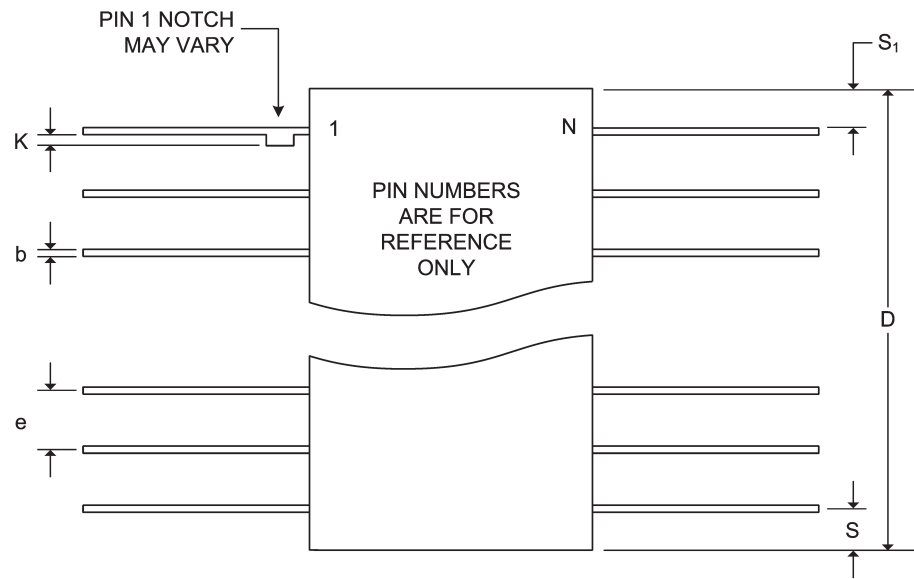 PIN 1 NOTCH
MAY VARY
S₁
K
1
N
PIN NUMBERS
ARE FOR
REFERENCE
ONLY
b
D
e
S